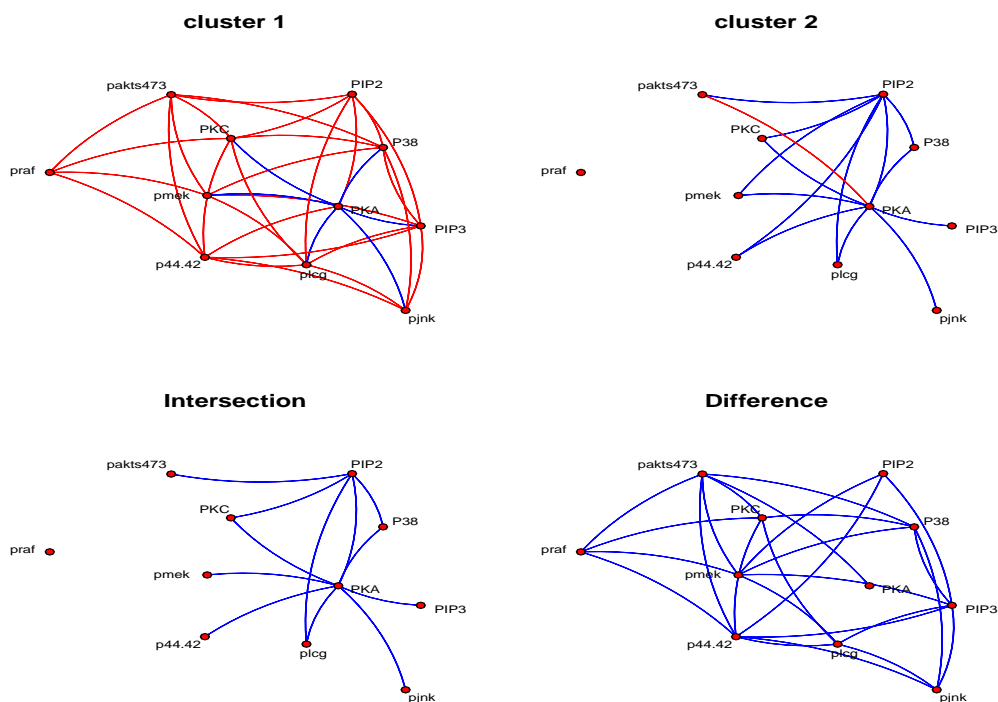 cluster 1
pakts473
PIP2
PKC
P38
praf
pmek
PKA
PIP3
p44.42
plcg
pjnk
cluster 2
pakts473
PIP2
PKC
P38
praf
pmek
PKA
PIP3
p44.42
plcg
pjnk
Intersection
pakts473
PIP2
PKC
P38
praf
pmek
PKA
PIP3
p44.42
plcg
pjnk
Difference
pakts473
PIP2
PKC
P38
praf
pmek
PKA
PIP3
p44.42
plcg
pjnk